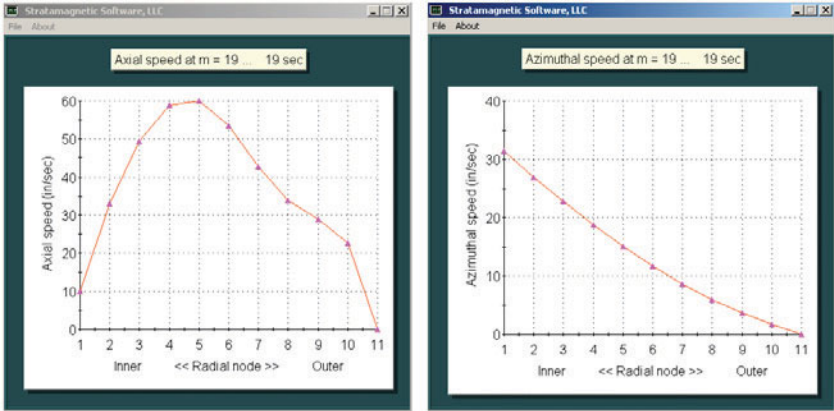 Stratamagnetic Software, LLC
File About
Axial speed at m = 19 ... 19 sec
60
50
40
30
20
10
0
Axial speed (in/sec)
1 2 3 4 5 6 7 8 9 10 11
Inner << Radial node >> Outer
Stratamagnetic Software, LLC
File About
Azimuthal speed at m = 19 ... 19 sec
40
30
20
10
0
Azimuthal speed (in/sec)
1 2 3 4 5 6 7 8 9 10 11
Inner << Radial node >> Outer